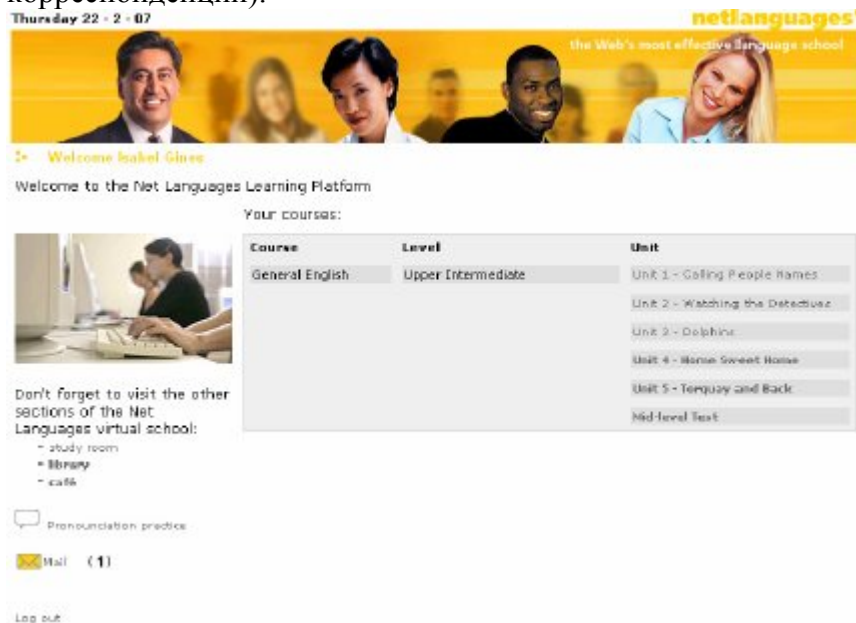 корреспонденции).
Thursday 22 - 2 - 07
netlanguages
the Web's most effective language school
Welcome Isabel Gines
Welcome to the Net Languages Learning Platform
Your courses:
Course Level Unit
General English Upper Intermediate Unit 1 - Calling People Names
Unit 2 - Watching the Detectives
Unit 3 - Dolphins
Unit 4 - Home Sweet Home
Unit 5 - Torquay and Back
Mid-level Test
Don't forget to visit the other
sections of the Net
Languages virtual school:
- study room
- library
- café
Pronounciation practice
Mail (1)
Log out